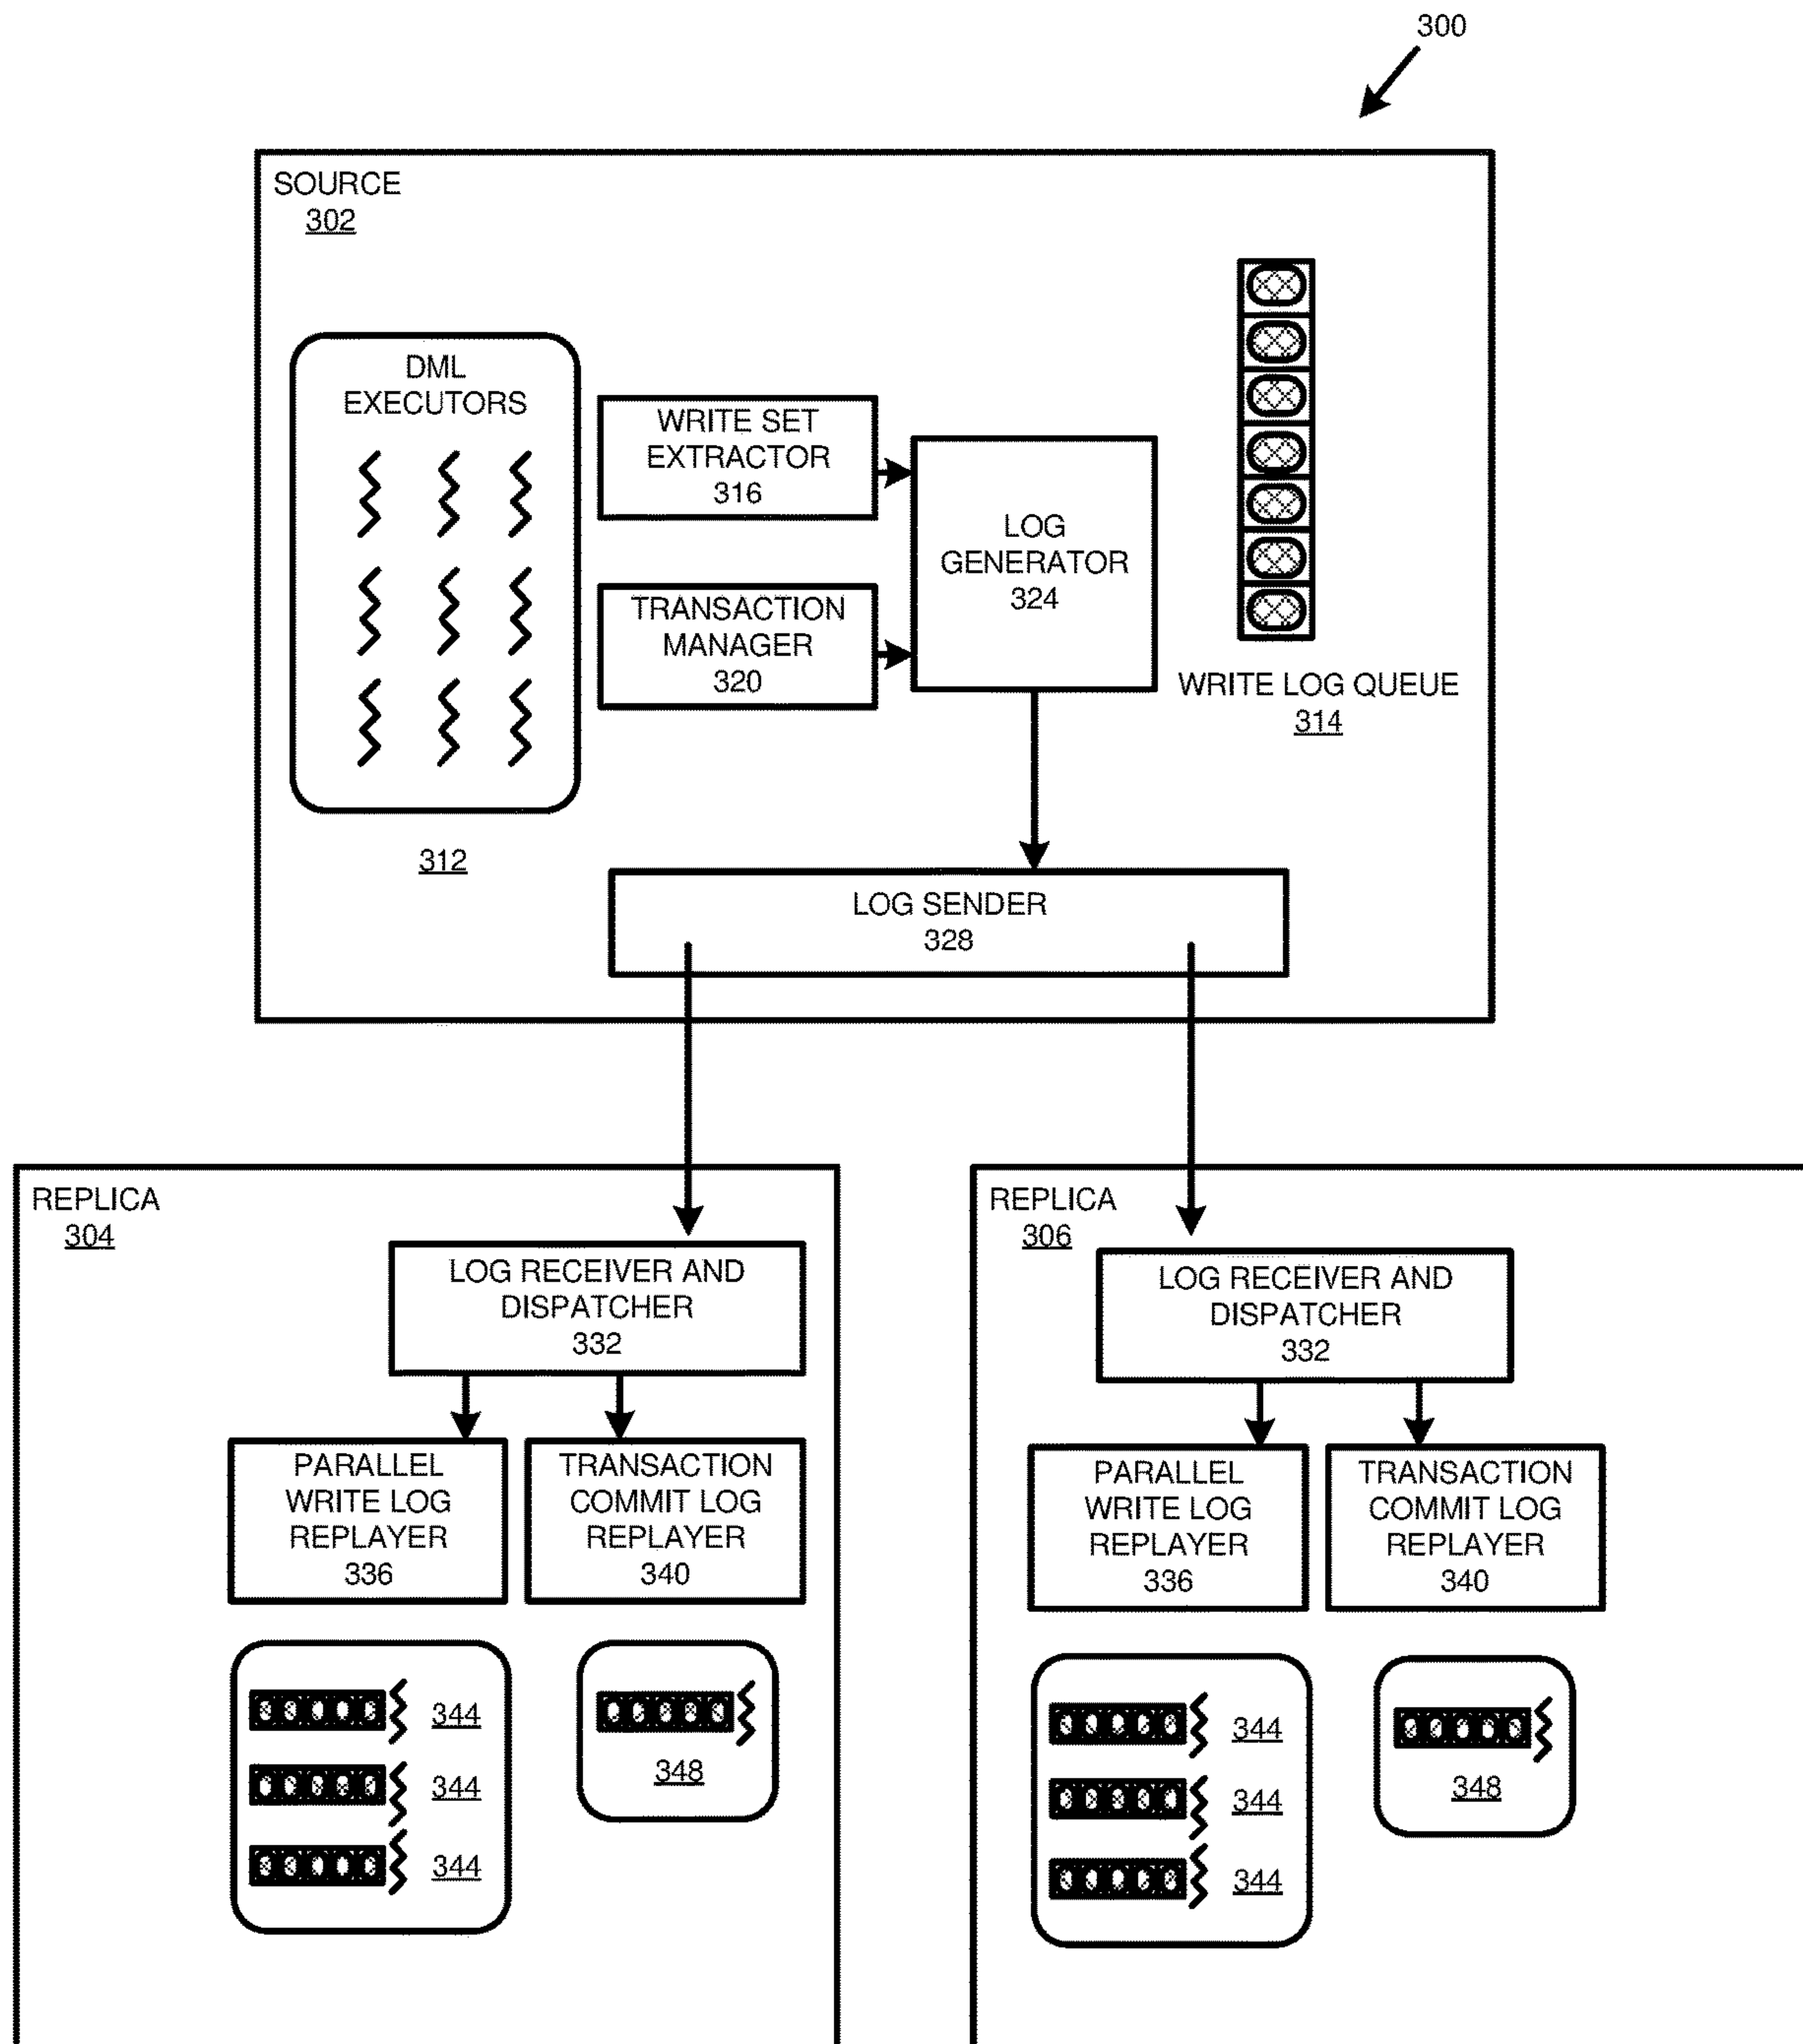 300
SOURCE
302
DML
EXECUTORS
312
WRITE SET
EXTRACTOR
316
TRANSACTION
MANAGER
320
LOG
GENERATOR
324
WRITE LOG QUEUE
314
LOG SENDER
328
REPLICA
304
LOG RECEIVER AND
DISPATCHER
332
PARALLEL
WRITE LOG
REPLAYER
336
TRANSACTION
COMMIT LOG
REPLAYER
340
344
344
344
348
REPLICA
306
LOG RECEIVER AND
DISPATCHER
332
PARALLEL
WRITE LOG
REPLAYER
336
TRANSACTION
COMMIT LOG
REPLAYER
340
344
344
344
348